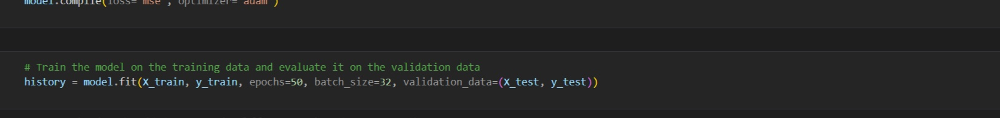 model.compile(loss='mse', optimizer='adam')
# Train the model on the training data and evaluate it on the validation data
history = model.fit(X_train, y_train, epochs=50, batch_size=32, validation_data=(X_test, y_test))